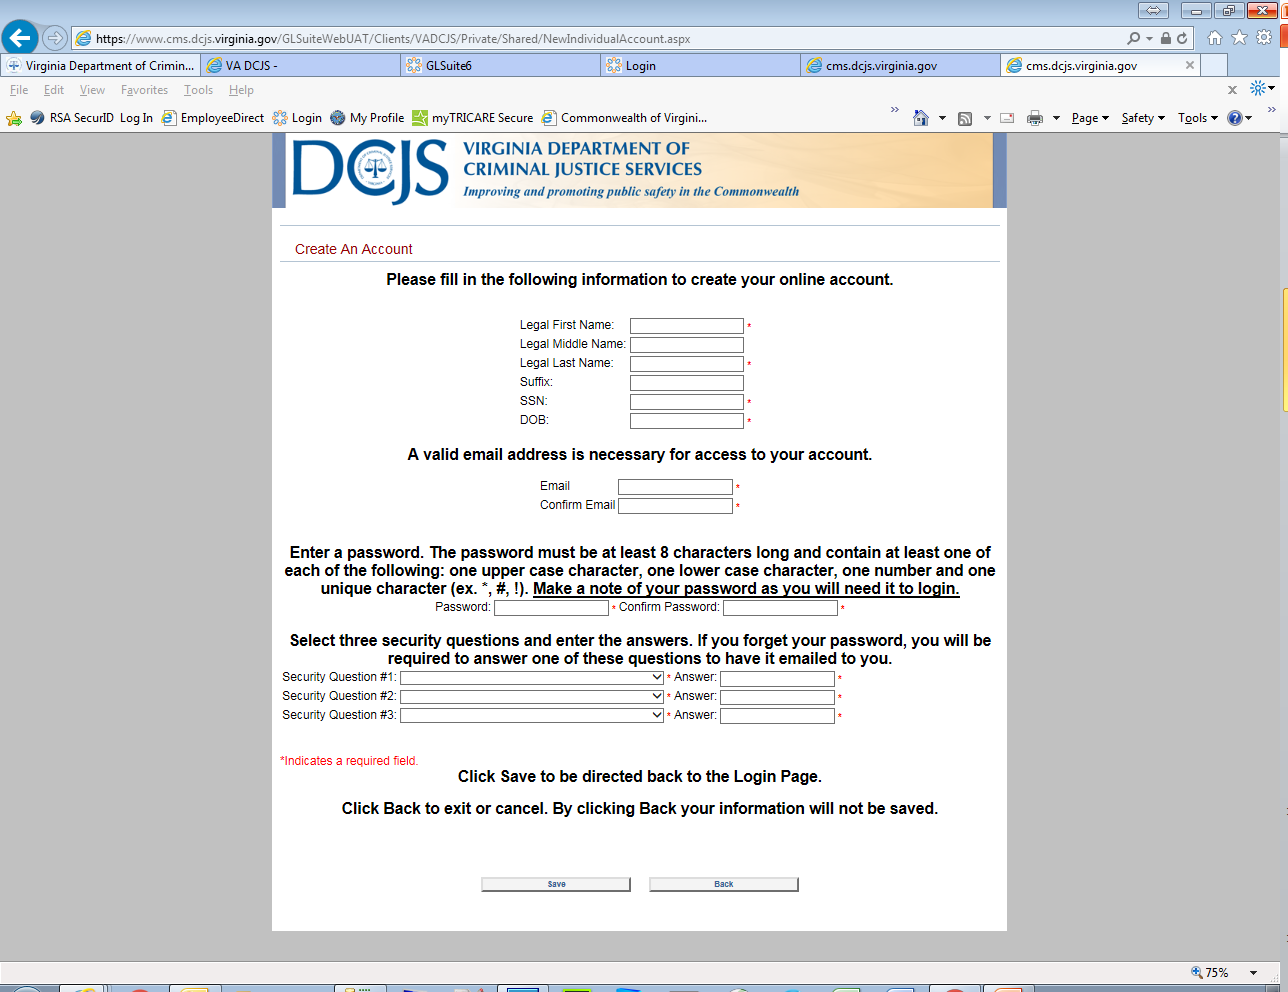 https://www.cms.dcjs.virginia.gov/GLSuiteWebUAT/Clients/VADCJS/Private/Shared/NewIndividualAccount.aspx
Virginia Department of Crimin... VA DCJS - GLSuite6 Login cms.dcjs.virginia.gov cms.dcjs.virginia.gov
File Edit View Favorites Tools Help x
RSA SecurID Log In EmployeeDirect Login My Profile myTRICARE Secure Commonwealth of Virgini... » Page Safety Tools »
DCJS
VIRGINIA DEPARTMENT OF
CRIMINAL JUSTICE SERVICES
Improving and promoting public safety in the Commonwealth
Create An Account
Please fill in the following information to create your online account.
Legal First Name: *
Legal Middle Name:
Legal Last Name: *
Suffix:
SSN: *
DOB: *
A valid email address is necessary for access to your account.
Email *
Confirm Email *
Enter a password. The password must be at least 8 characters long and contain at least one of
each of the following: one upper case character, one lower case character, one number and one
unique character (ex. *, #, !). Make a note of your password as you will need it to login.
Password: * Confirm Password: *
Select three security questions and enter the answers. If you forget your password, you will be
required to answer one of these questions to have it emailed to you.
Security Question #1: * Answer: *
Security Question #2: * Answer: *
Security Question #3: * Answer: *
*Indicates a required field.
Click Save to be directed back to the Login Page.
Click Back to exit or cancel. By clicking Back your information will not be saved.
Save Back
75%